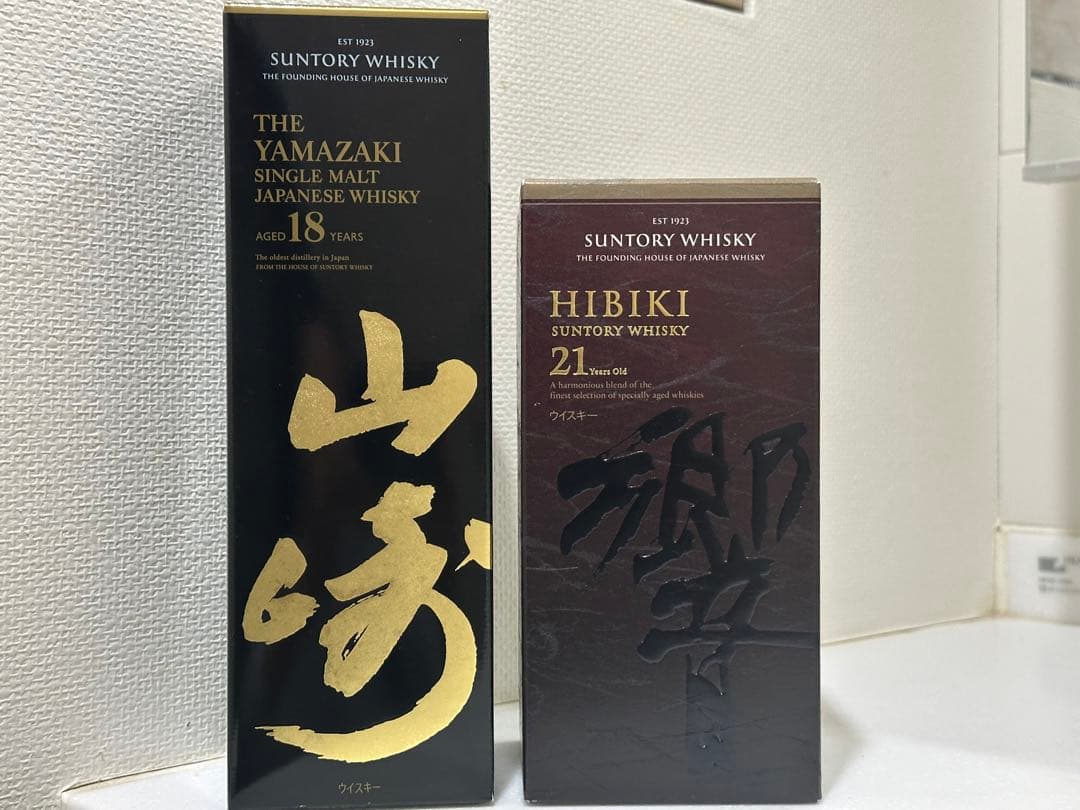 EST 1923
SUNTORY WHISKY
THE FOUNDING HOUSE OF JAPANESE WHISKY
THE
YAMAZAKI
SINGLE MALT
JAPANESE WHISKY
AGED 18 YEARS
The oldest distillery in Japan
FROM THE HOUSE OF SUNTORY WHISKY
山
崎
ウイスキー
EST 1923
SUNTORY WHISKY
THE FOUNDING HOUSE OF JAPANESE WHISKY
HIBIKI
SUNTORY WHISKY
21 Years Old
A harmonious blend of the
finest selection of specially aged whiskies
ウイスキー
響